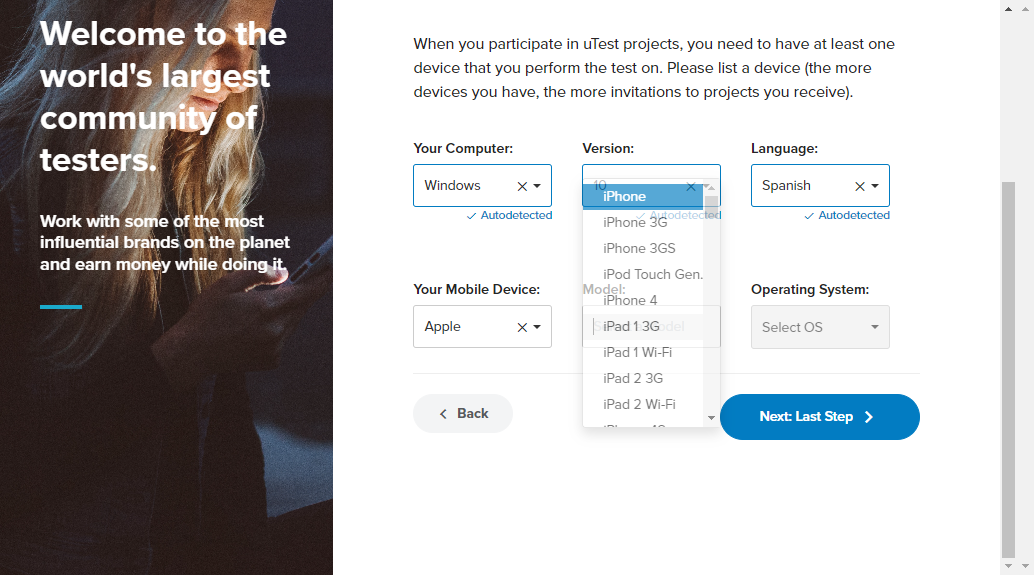 Welcome to the
world's largest
community of
testers.
Work with some of the most
influential brands on the planet
and earn money while doing it.
When you participate in uTest projects, you need to have at least one
device that you perform the test on. Please list a device (the more
devices you have, the more invitations to projects you receive).
Your Computer:
Version:
Language:
Windows
10
Spanish
Autodetected
Autodetected
Autodetected
iPhone
iPhone 3G
iPhone 3GS
iPod Touch Gen.
iPhone 4
iPad 1 3G
iPad 1 Wi-Fi
iPad 2 3G
iPad 2 Wi-Fi
Your Mobile Device:
Model:
Operating System:
Apple
Select OS
Back
Next: Last Step